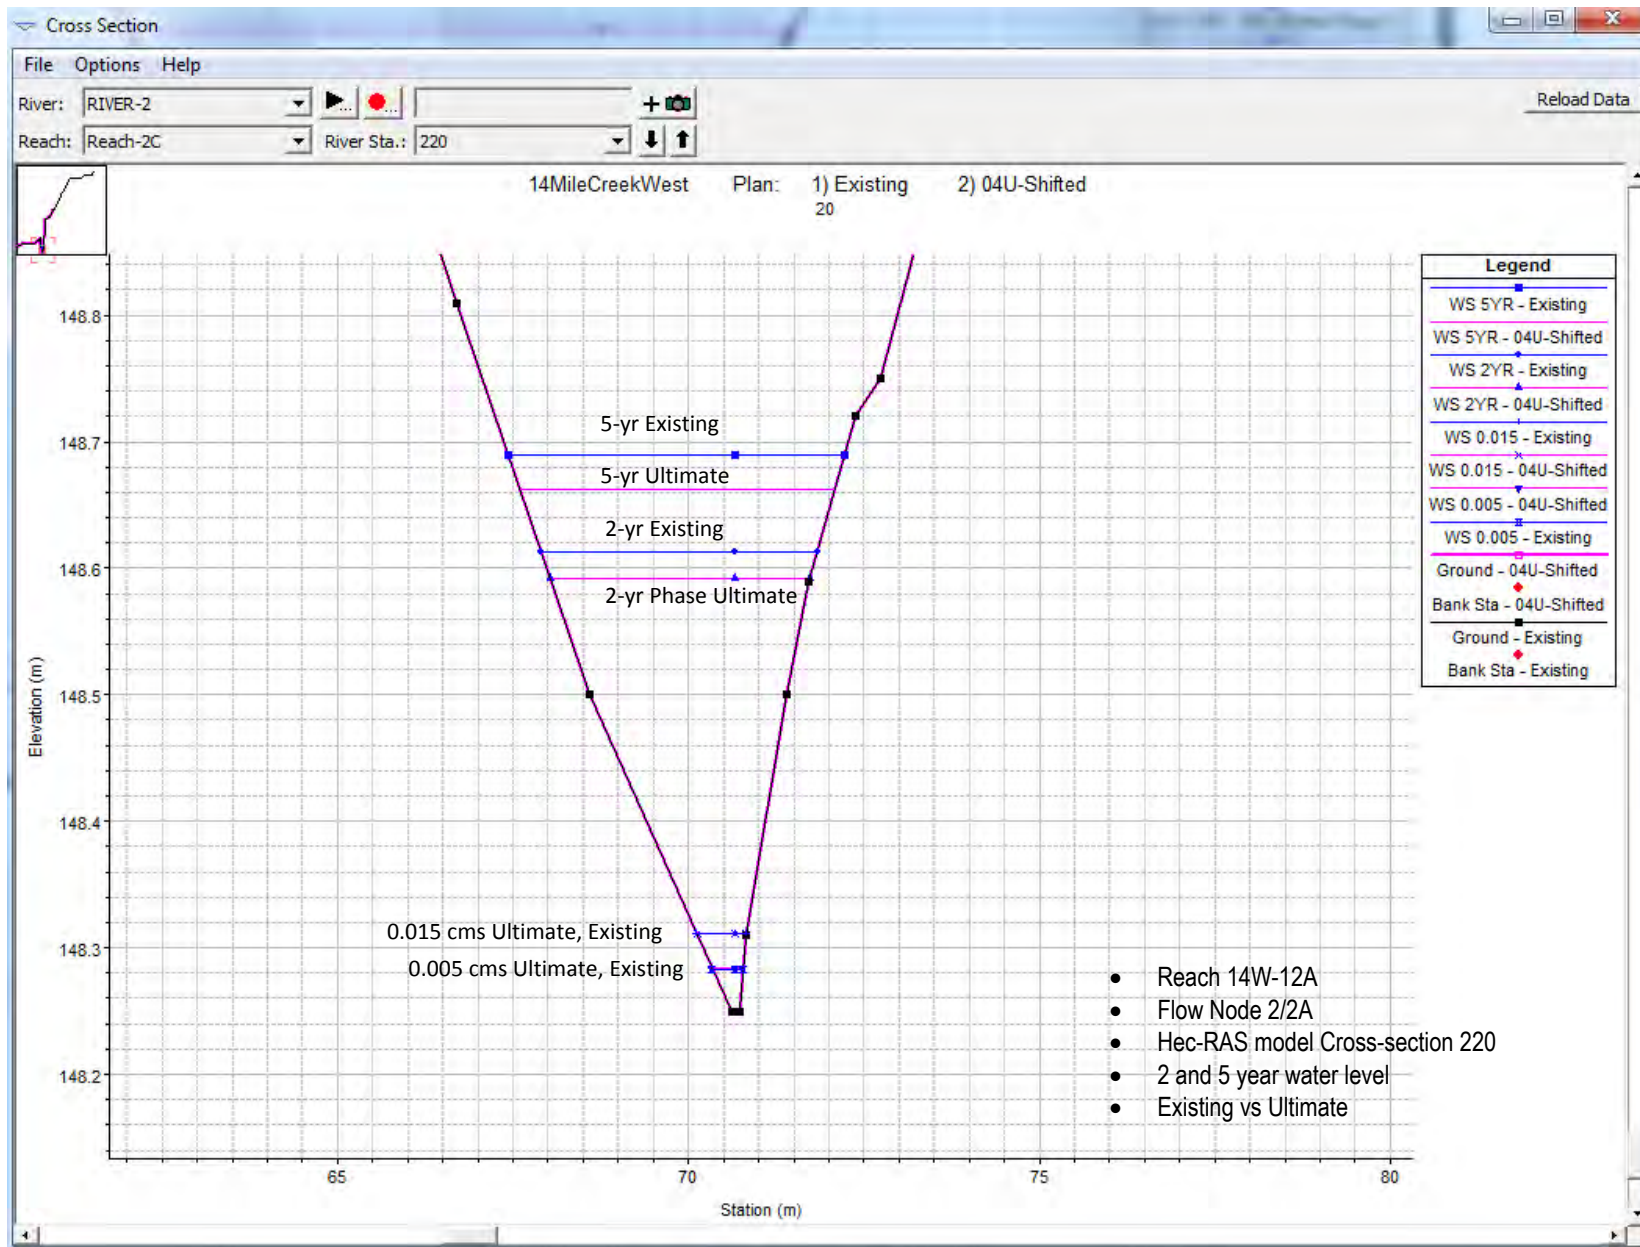 Cross Section
File Options Help
River: RIVER-2
Reload Data
Reach: Reach-2C River Sta.: 220
14MileCreekWest Plan: 1) Existing 2) 04U-Shifted
20
Legend
WS 5YR - Existing
WS 5YR - 04U-Shifted
WS 2YR - Existing
WS 2YR - 04U-Shifted
WS 0.015 - Existing
WS 0.015 - 04U-Shifted
WS 0.005 - 04U-Shifted
WS 0.005 - Existing
Ground - 04U-Shifted
Bank Sta - 04U-Shifted
Ground - Existing
Bank Sta - Existing
148.8
148.7
148.6
148.5
148.4
148.3
148.2
Elevation (m)
5-yr Existing
5-yr Ultimate
2-yr Existing
2-yr Phase Ultimate
0.015 cms Ultimate, Existing
0.005 cms Ultimate, Existing
• Reach 14W-12A
• Flow Node 2/2A
• Hec-RAS model Cross-section 220
• 2 and 5 year water level
• Existing vs Ultimate
65 70 75 80
Station (m)